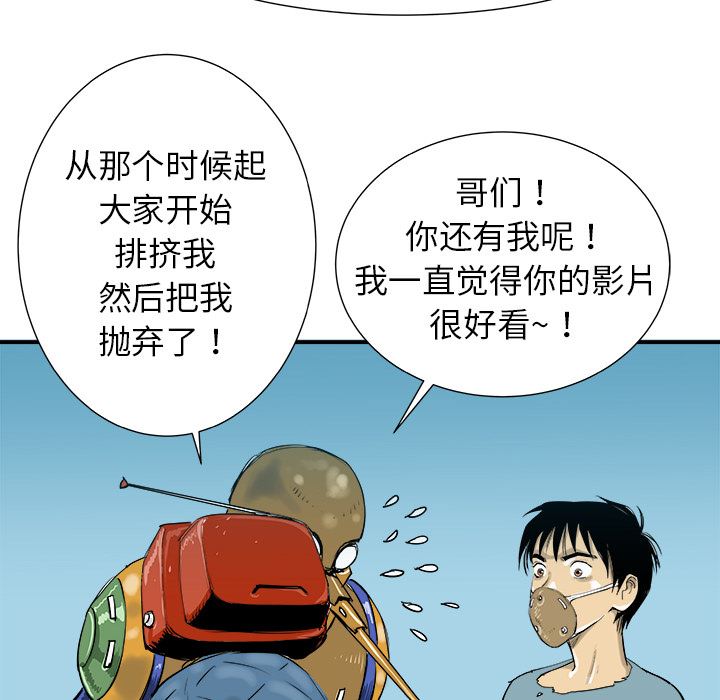 从那个时候起
大家开始
排挤我
然后把我
抛弃了！
哥们！
你还有我呢！
我一直觉得你的影片
很好看~！